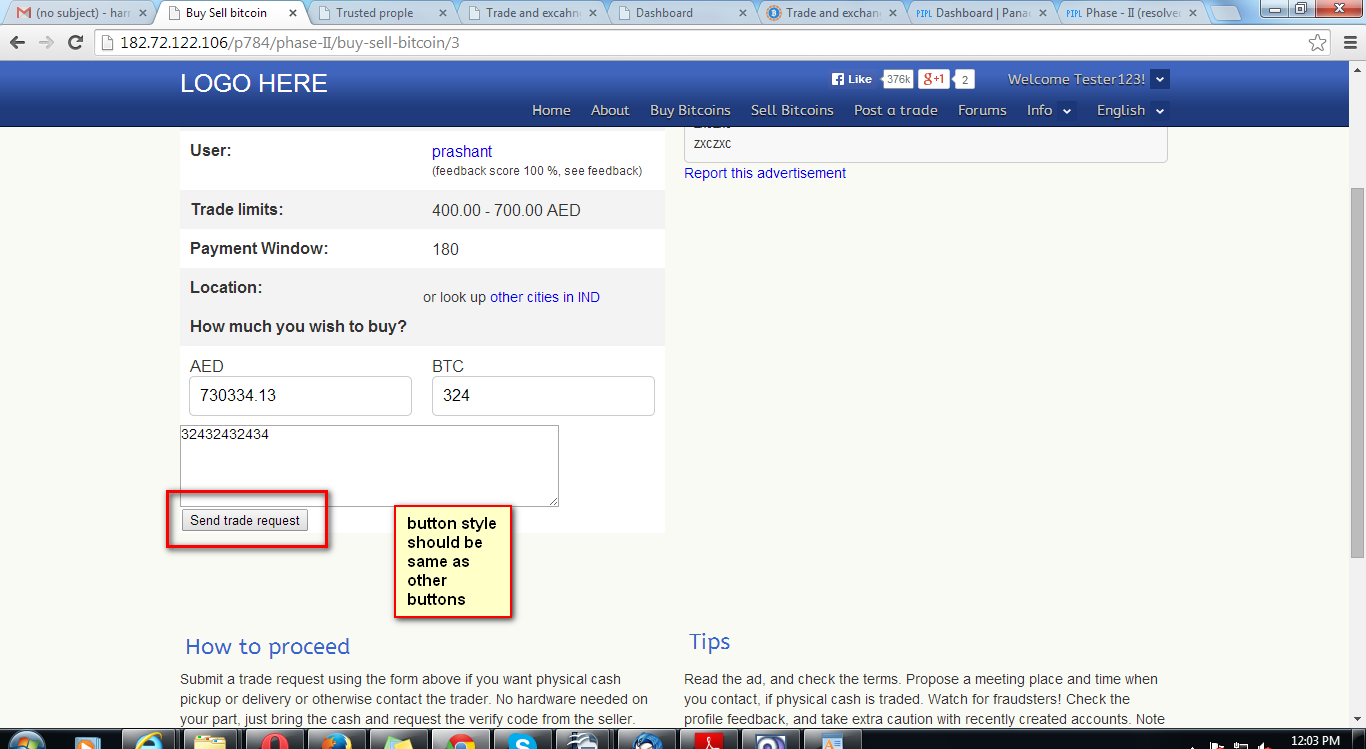 (no subject) - harr
Buy Sell bitcoin
Trusted prople
Trade and excahn
Dashboard
Trade and exchan
PIPL Dashboard | Pana
PIPL Phase - II (resolve
182.72.122.106/p784/phase-II/buy-sell-bitcoin/3
LOGO HERE
Like 376k +1 2
Welcome Tester123!
Home About Buy Bitcoins Sell Bitcoins Post a trade Forums Info English
User: prashant
(feedback score 100 %, see feedback)
zxczxc
Report this advertisement
Trade limits: 400.00 - 700.00 AED
Payment Window: 180
Location: or look up other cities in IND
How much you wish to buy?
AED BTC
730334.13 324
32432432434
Send trade request
button style
should be
same as
other
buttons
How to proceed
Submit a trade request using the form above if you want physical cash
pickup or delivery or otherwise contact the trader. No hardware needed on
your part, just bring the cash and request the verify code from the seller.
Tips
Read the ad, and check the terms. Propose a meeting place and time when
you contact, if physical cash is traded. Watch for fraudsters! Check the
profile feedback, and take extra caution with recently created accounts. Note
12:03 PM